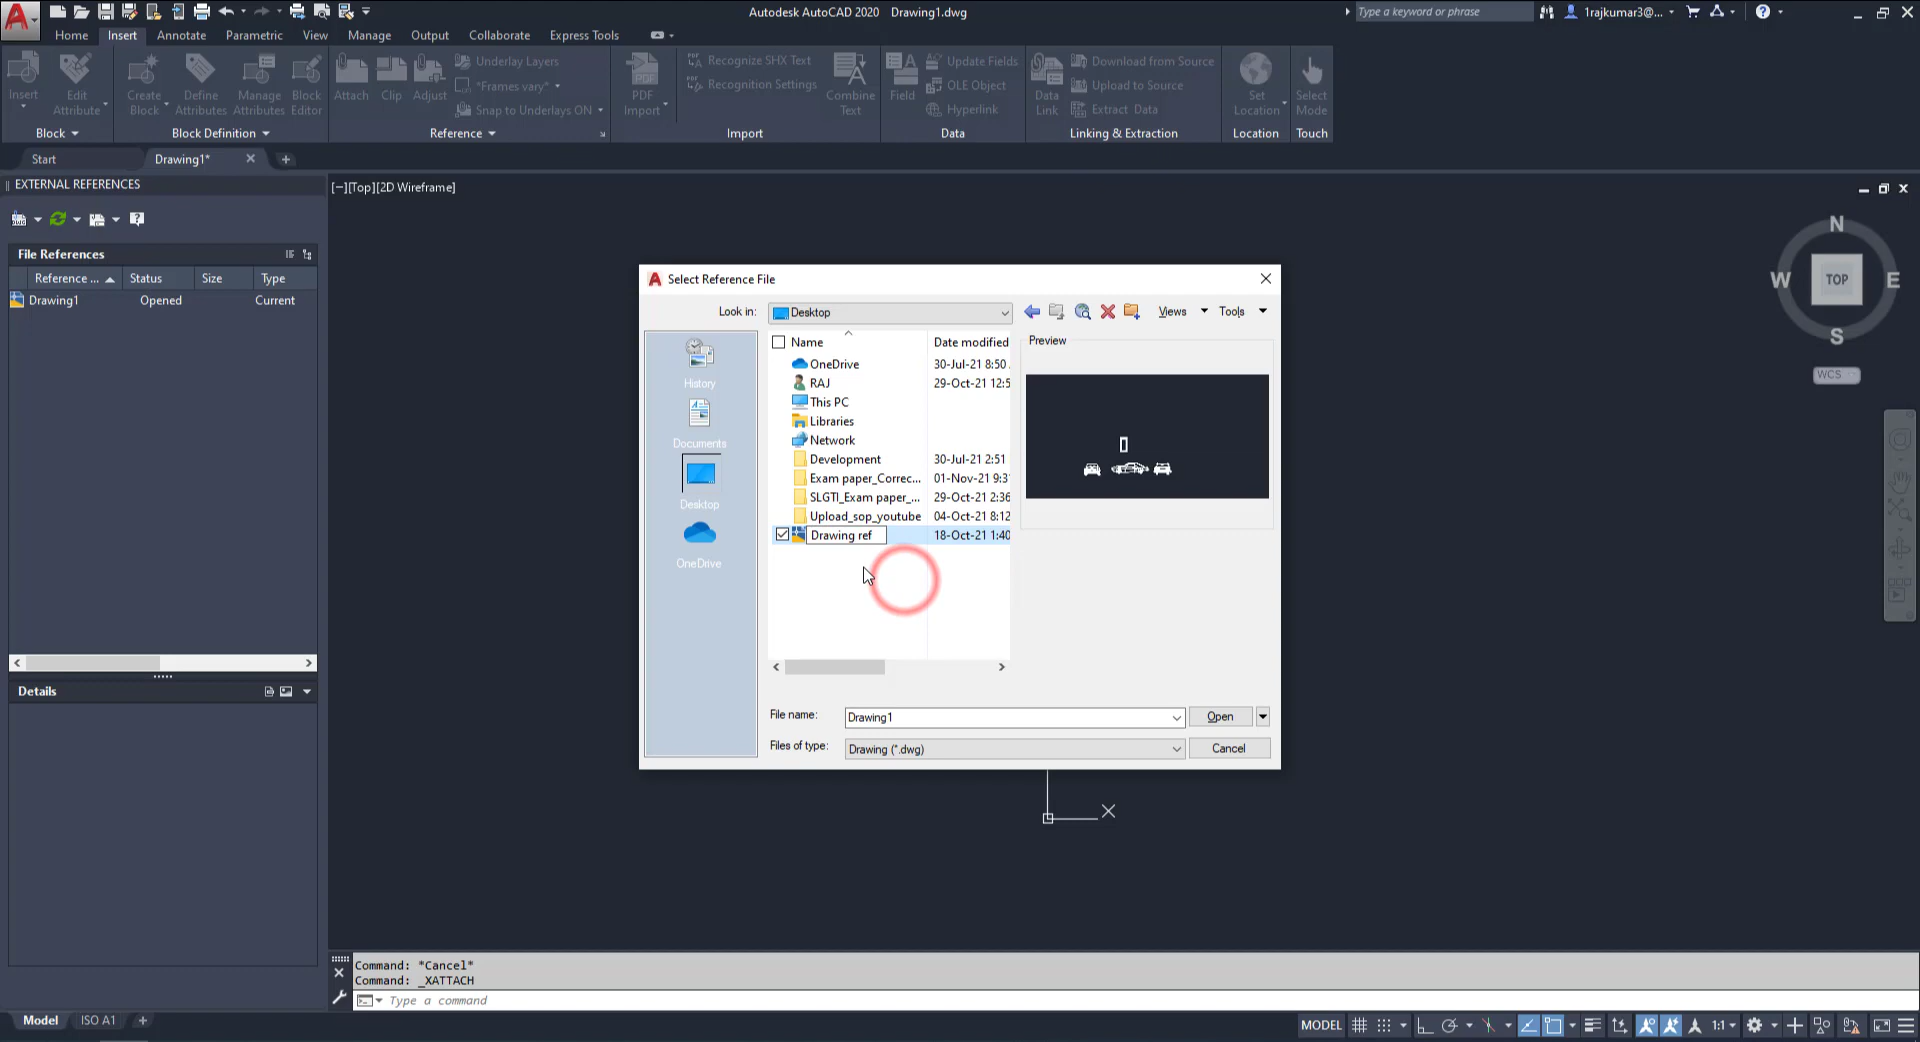 Autodesk AutoCAD 2020 Drawing1.dwg
Type a keyword or phrase
1rajkumar3@...
Home Insert Annotate Parametric View Manage Output Collaborate Express Tools
Insert
Edit Attribute
Create Block
Define Attributes
Manage Attributes
Block Editor
Attach
Clip
Adjust
Underlay Layers
*Frames vary*
Snap to Underlays ON
PDF Import
Recognize SHX Text
Recognition Settings
Combine Text
Field
Update Fields
OLE Object
Hyperlink
Data Link
Download from Source
Upload to Source
Extract Data
Set Location
Select Mode
Block
Block Definition
Reference
Import
Data
Linking & Extraction
Location
Touch
Start
Drawing1*
EXTERNAL REFERENCES
[−][Top][2D Wireframe]
File References
Reference ... Status Size Type
Drawing1 Opened Current
Details
N
W TOP E
S
WCS
Select Reference File
Look in: Desktop
Views Tools
Name Date modified
Preview
History
Documents
Desktop
OneDrive
OneDrive 30-Jul-21 8:50
RAJ 29-Oct-21 12:5
This PC
Libraries
Network
Development 30-Jul-21 2:51
Exam paper_Correc... 01-Nov-21 9:3
SLGTI_Exam paper_... 29-Oct-21 2:36
Upload_sop_youtube 04-Oct-21 8:12
Drawing ref 18-Oct-21 1:40
File name: Drawing1 Open
Files of type: Drawing (*.dwg) Cancel
X
Command: *Cancel*
Command: _XATTACH
Type a command
Model ISO A1
MODEL 1:1